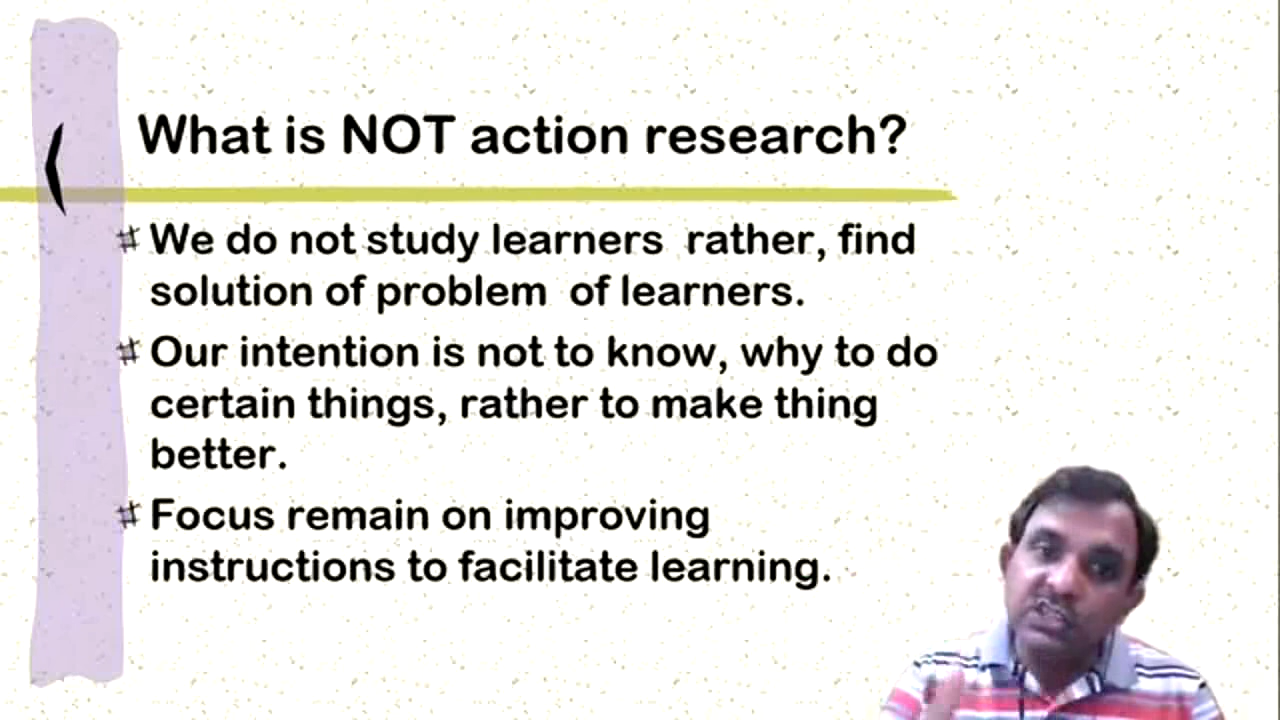 What is NOT action research?
We do not study learners rather, find
solution of problem of learners.
Our intention is not to know, why to do
certain things, rather to make thing
better.
Focus remain on improving
instructions to facilitate learning.